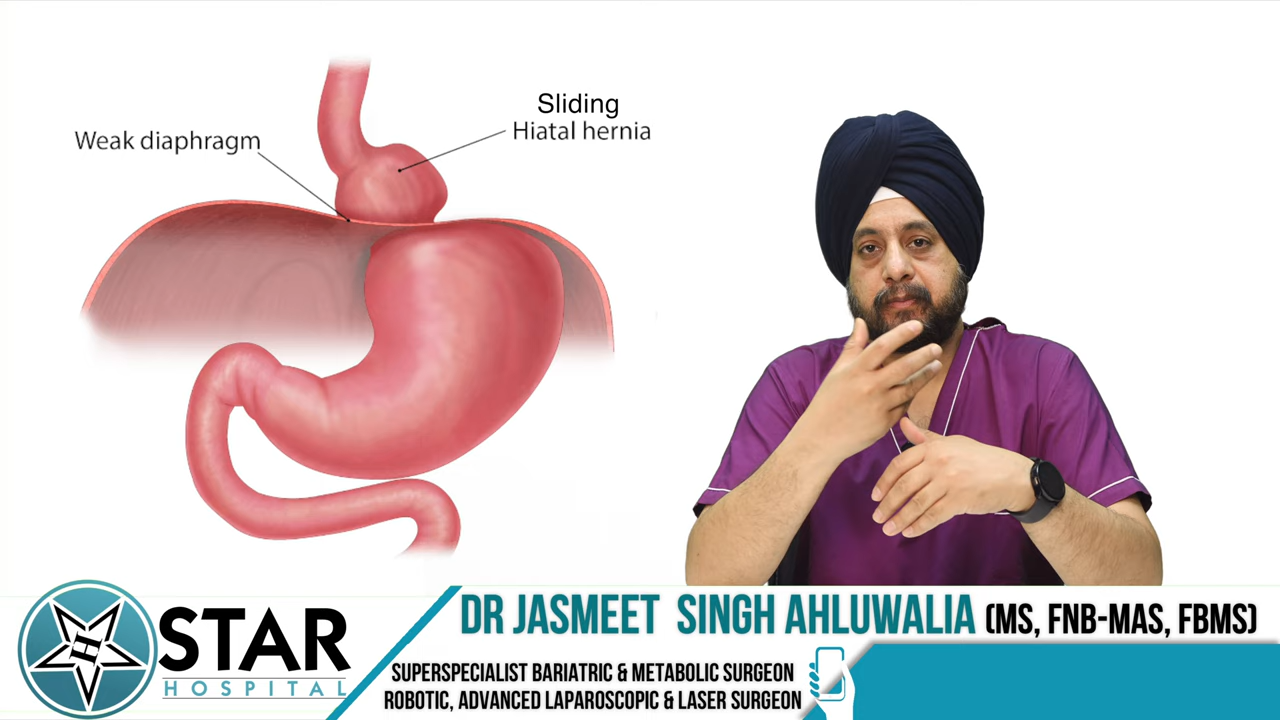 Sliding
Hiatal hernia
Weak diaphragm
STAR
HOSPITAL
DR JASMEET SINGH AHLUWALIA (MS, FNB-MAS, FBMS)
SUPERSPECIALIST BARIATRIC & METABOLIC SURGEON
ROBOTIC, ADVANCED LAPAROSCOPIC & LASER SURGEON